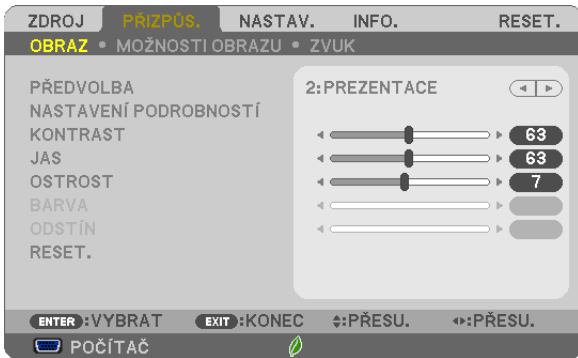 ZDROJ PŘIZPŮS. NASTAV. INFO. RESET.
OBRAZ • MOŽNOSTI OBRAZU • ZVUK
PŘEDVOLBA 2:PREZENTACE
NASTAVENÍ PODROBNOSTÍ
KONTRAST 63
JAS 63
OSTROST 7
BARVA
ODSTÍN
RESET.
ENTER :VYBRAT EXIT :KONEC :PŘESU. :PŘESU.
POČÍTAČ